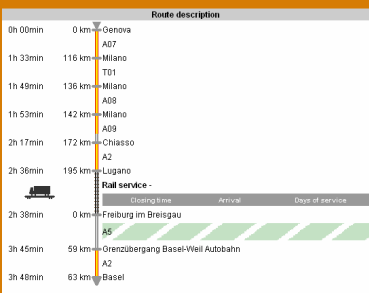 Route description
0h 00min 0 km Genova
A07
1h 33min 116 km Milano
T01
1h 49min 136 km Milano
A08
1h 53min 142 km Milano
A09
2h 17min 172 km Chiasso
A2
2h 36min 195 km Lugano
Rail service -
Closing time Arrival Days of service
2h 38min 0 km Freiburg im Breisgau
A5
3h 45min 59 km Grenzübergang Basel-Weil Autobahn
A2
3h 48min 63 km Basel